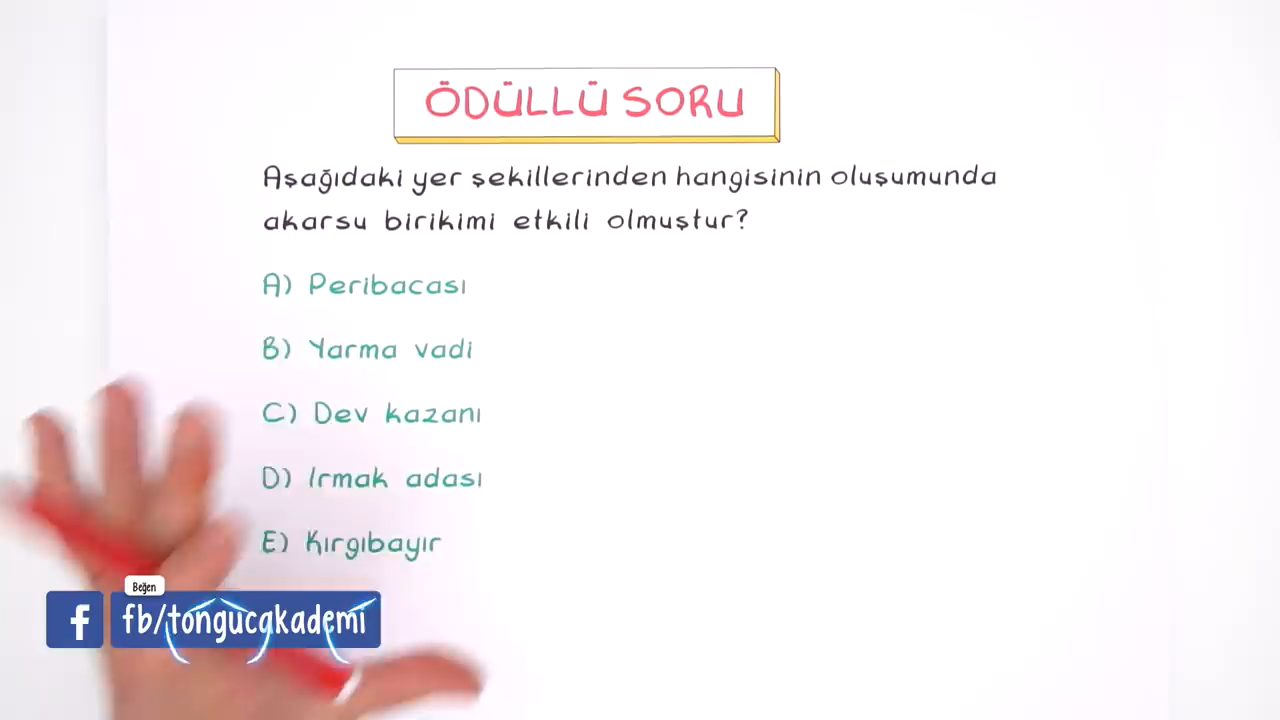 ÖDÜLLÜ SORU
Aşağıdaki yer şekillerinden hangisinin oluşumunda
akarsu birikimi etkili olmuştur?
A) Peribacası
B) Yarma vadi
C) Dev kazanı
D) Irmak adası
E) Kırgıbayır
Beğen
f fb/tongucakademi